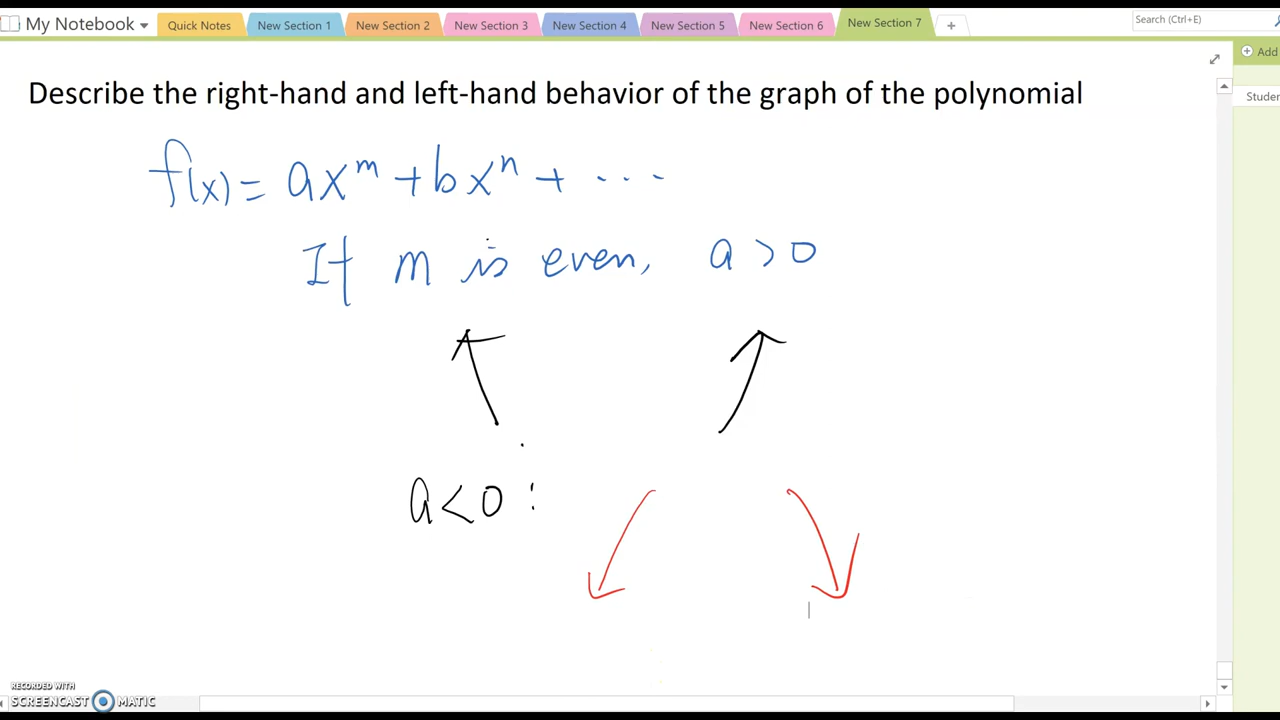 My Notebook Quick Notes New Section 1 New Section 2 New Section 3 New Section 4 New Section 5 New Section 6 New Section 7 + Search (Ctrl+E)
Add
Describe the right-hand and left-hand behavior of the graph of the polynomial
Studer
f(x) = ax^m + bx^n + ...
If m is even, a > 0
a < 0 :
RECORDED WITH
SCREENCAST MATIC